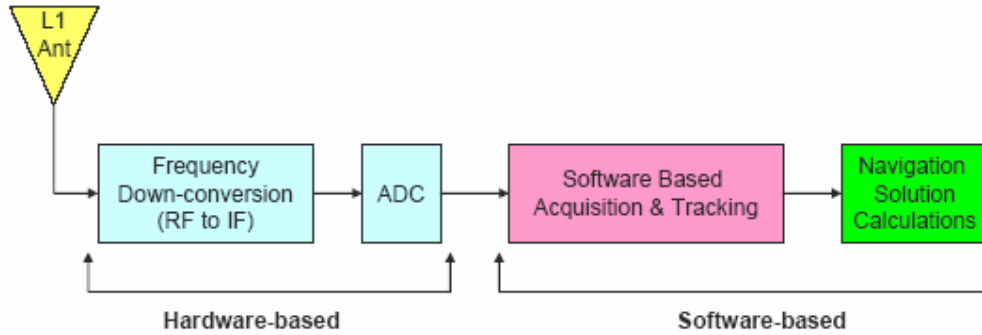 L1
Ant
Frequency
Down-conversion
(RF to IF)
ADC
Software Based
Acquisition & Tracking
Navigation
Solution
Calculations
Hardware-based
Software-based